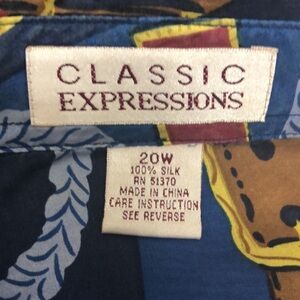 CLASSIC
EXPRESSIONS
20W
100% SILK
RN 51370
MADE IN CHINA
CARE INSTRUCTION
SEE REVERSE